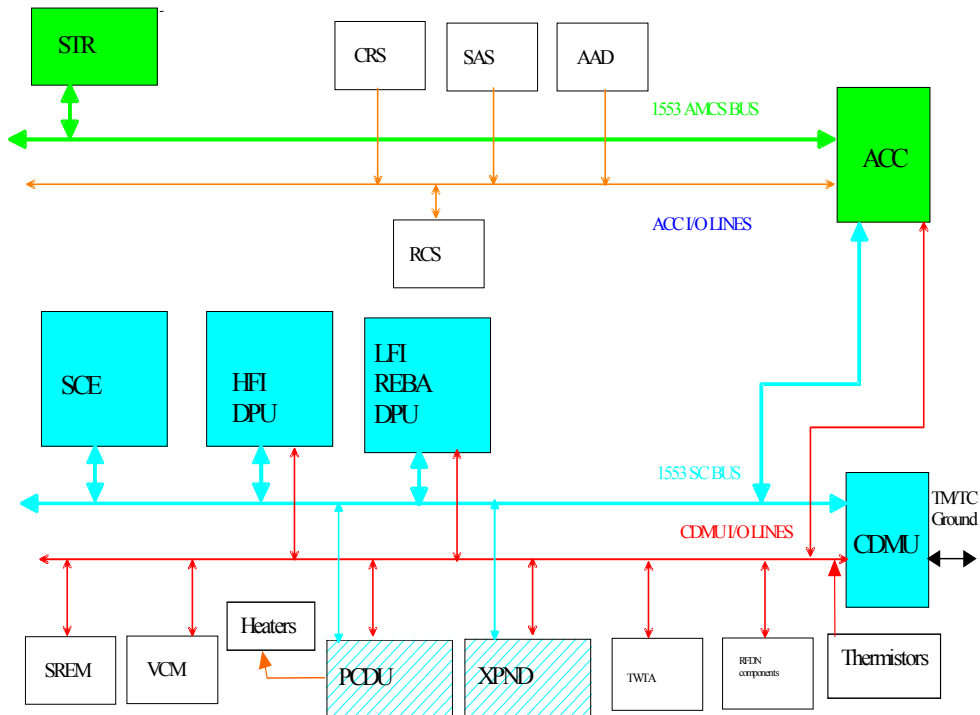 STR
CRS
SAS
AAD
1553 AMCS BUS
ACC
ACC I/O LINES
RCS
SCE
HFI
DPU
LFI
REBA
DPU
1553 SC BUS
TM/TC
Ground
CDMU I/O LINES
CDMU
Heaters
SREM
VCM
PCDU
XPND
TWTA
RFDN
components
Thermistors